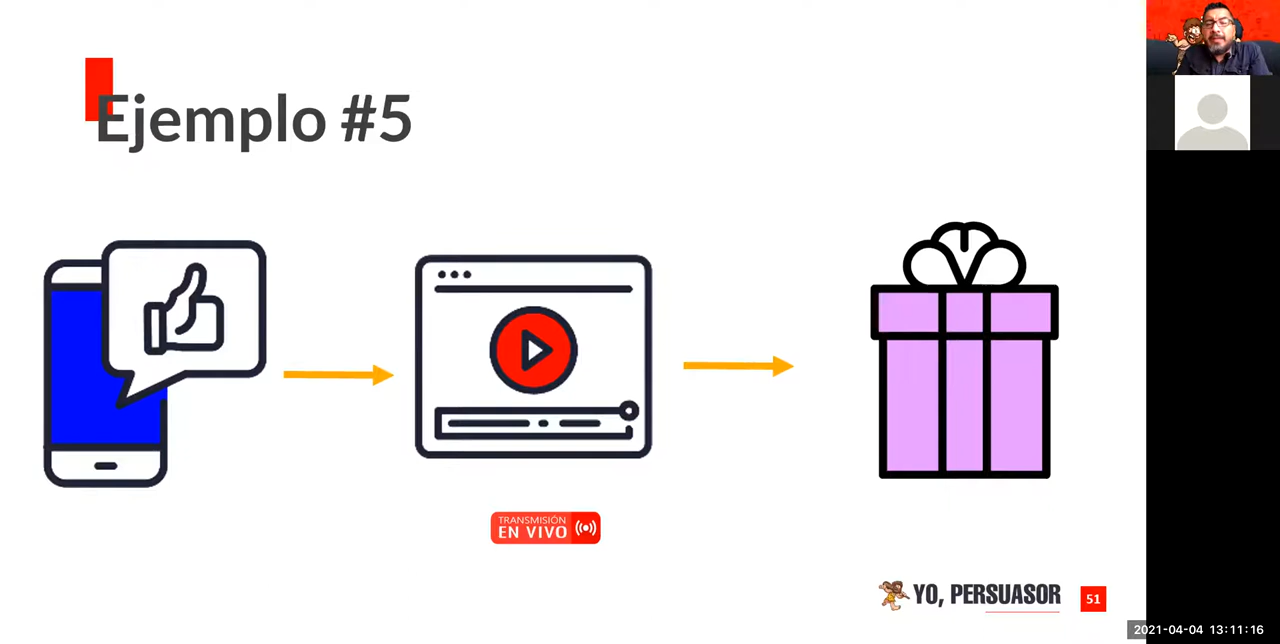 Ejemplo #5
TRANSMISIÓN
EN VIVO
YO, PERSUASOR
51
2021-04-04 13:11:16